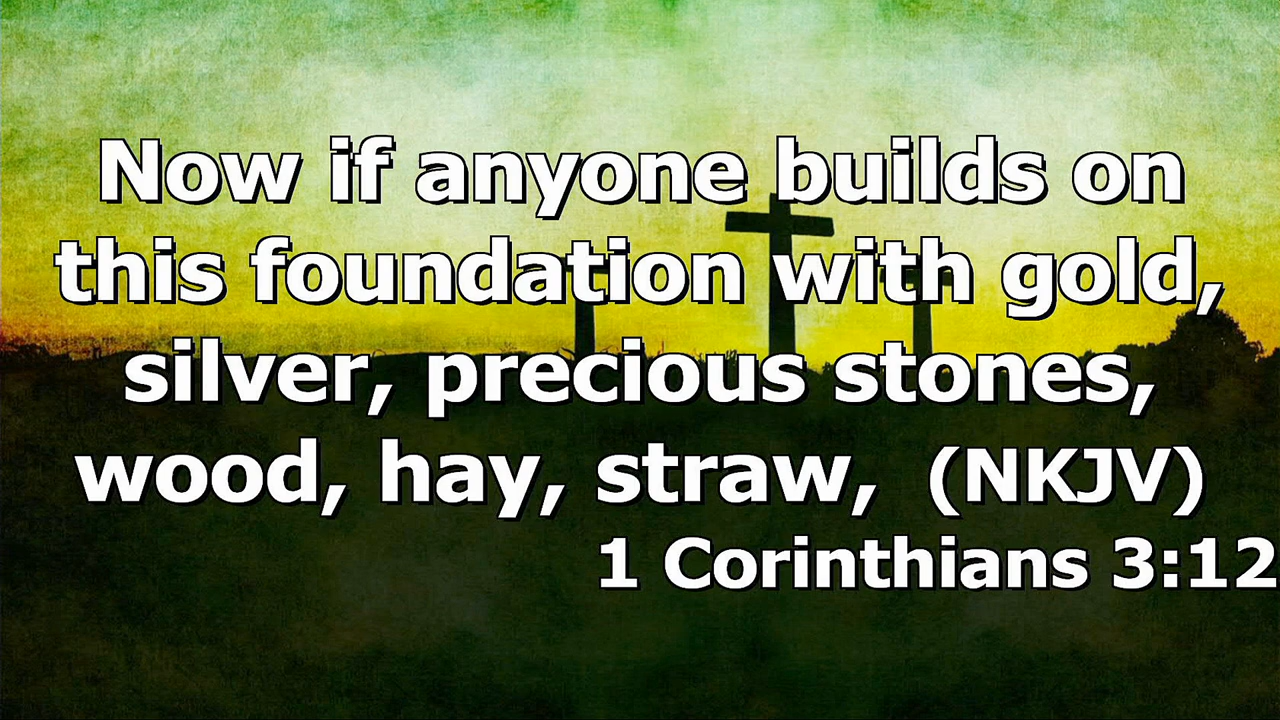 Now if anyone builds on
this foundation with gold,
silver, precious stones,
wood, hay, straw, (NKJV)
1 Corinthians 3:12